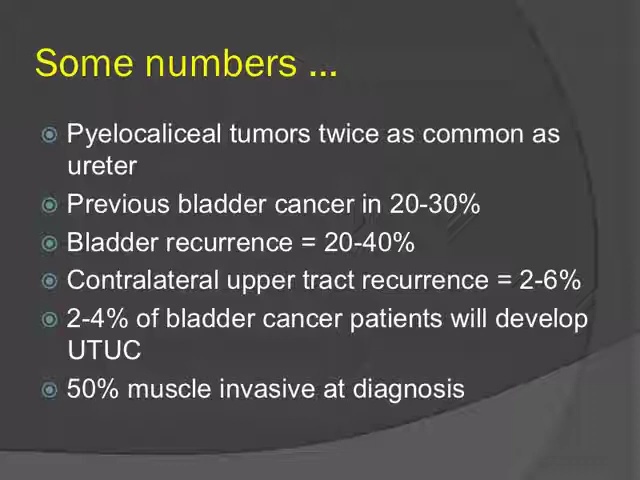 Some numbers ...
Pyelocaliceal tumors twice as common as
ureter
Previous bladder cancer in 20-30%
Bladder recurrence = 20-40%
Contralateral upper tract recurrence = 2-6%
2-4% of bladder cancer patients will develop
UTUC
50% muscle invasive at diagnosis